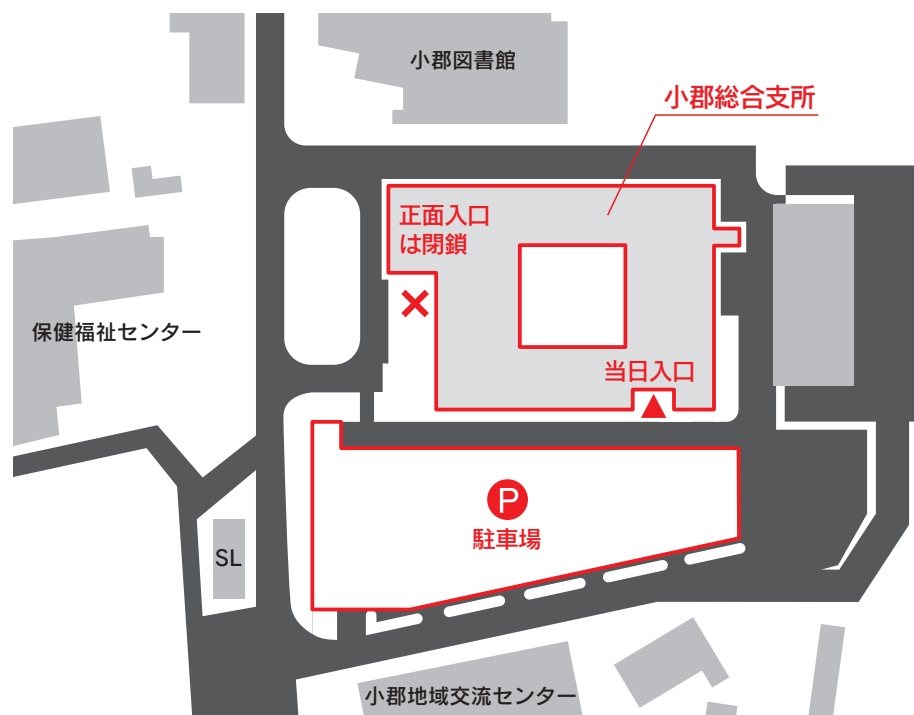 小郡図書館
小郡総合支所
正面入口
は閉鎖
保健福祉センター
当日入口
P
駐車場
SL
小郡地域交流センター